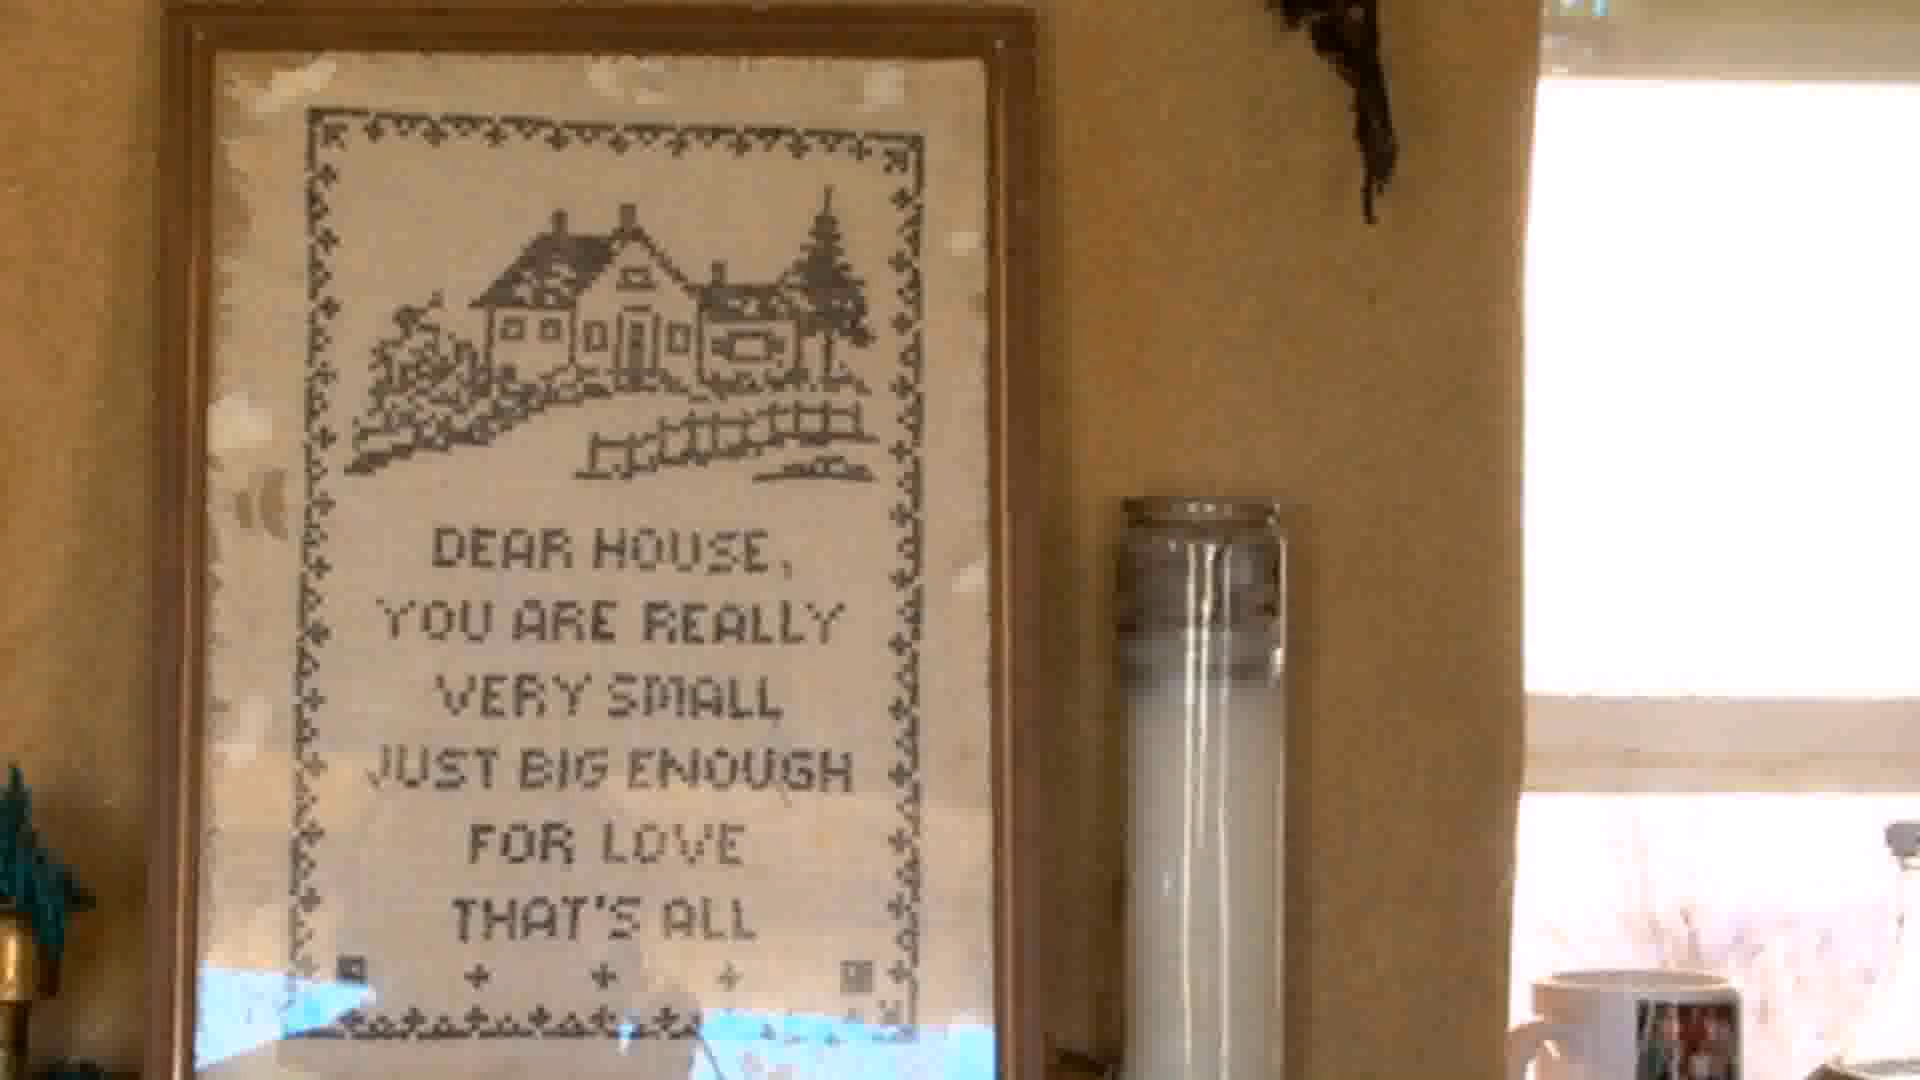 DEAR HOUSE,
YOU ARE REALLY
VERY SMALL
JUST BIG ENOUGH
FOR LOVE
THAT'S ALL